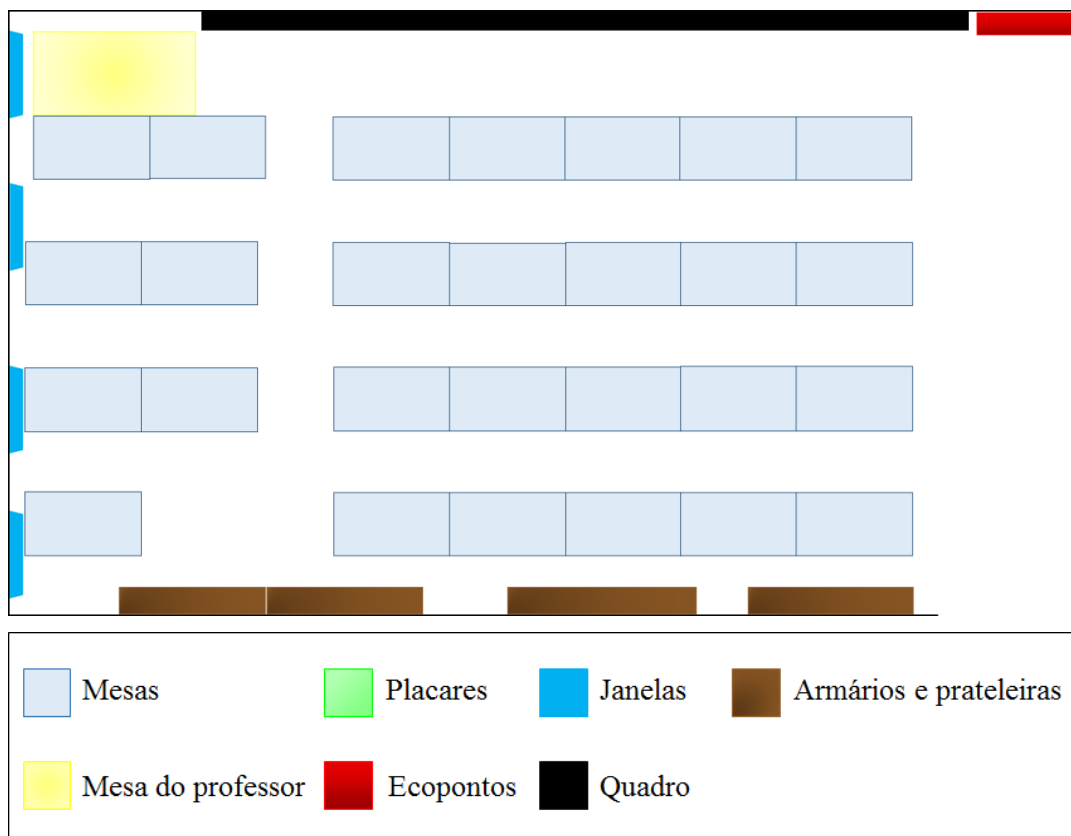 Mesas
Placares
Janelas
Armários e prateleiras
Mesa do professor
Ecopontos
Quadro